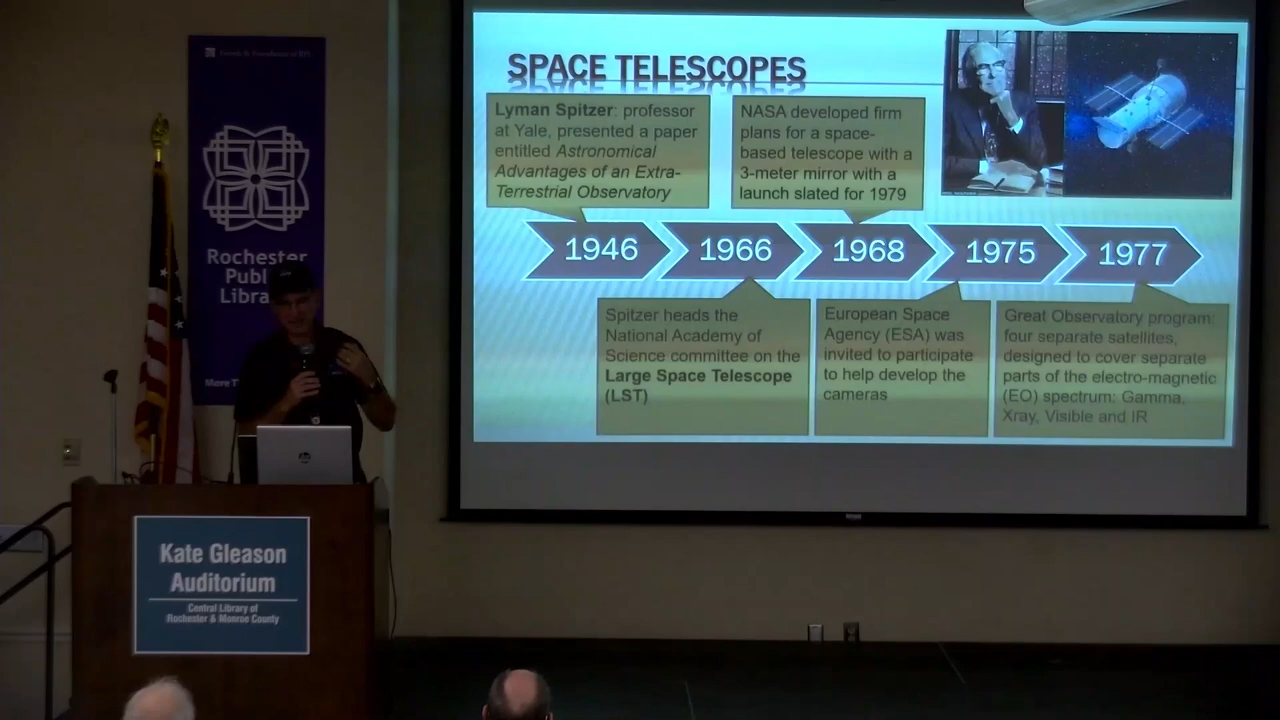 SPACE TELESCOPES
Lyman Spitzer: professor
at Yale, presented a paper
entitled Astronomical
Advantages of an Extra-
Terrestrial Observatory
NASA developed firm
plans for a space-
based telescope with a
3-meter mirror with a
launch slated for 1979
1946
1966
1968
1975
1977
Spitzer heads the
National Academy of
Science committee on the
Large Space Telescope
(LST)
European Space
Agency (ESA) was
invited to participate
to help develop the
cameras
Great Observatory program:
four separate satellites,
designed to cover separate
parts of the electro-magnetic
(EO) spectrum: Gamma,
Xray, Visible and IR
Rochester
Publ
Libra
More T
hp
Kate Gleason
Auditorium
Central Library of
Rochester & Monroe County